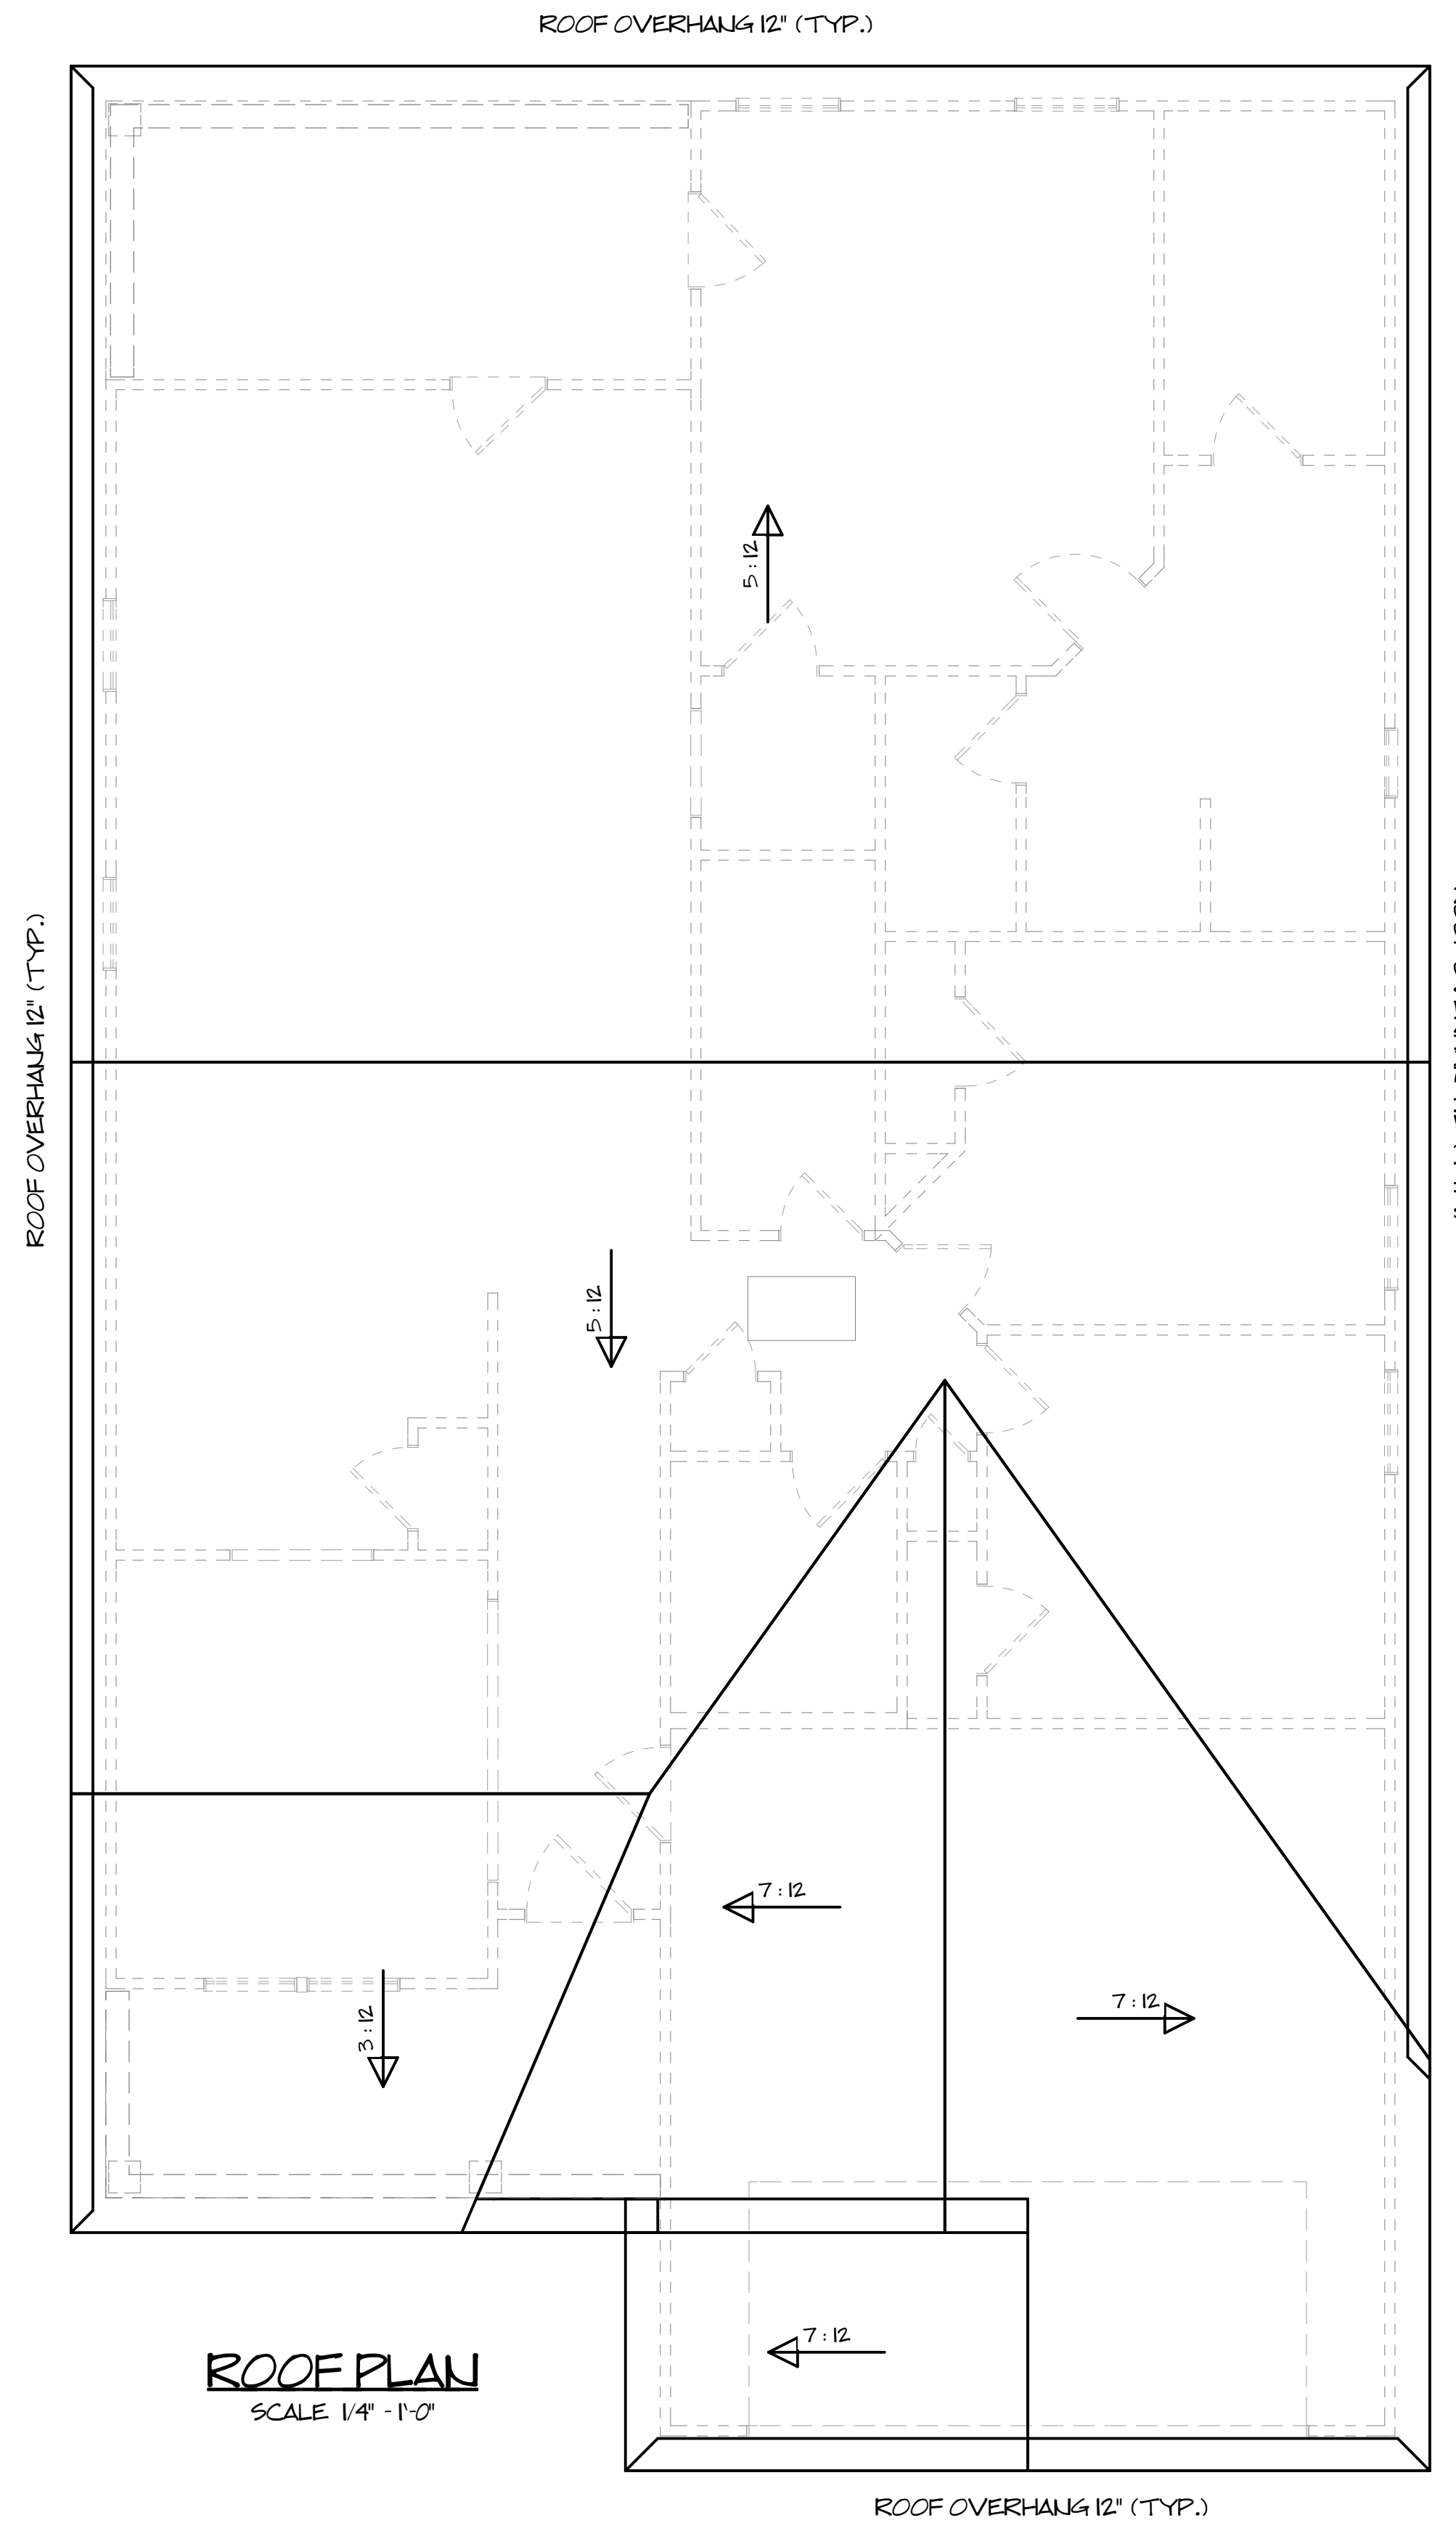 ROOF OVERHANG 12" (TYP.)
5 : 12
ROOF OVERHANG 12" (TYP.)
5 : 12
7 : 12
7 : 12
3 : 12
7 : 12
ROOF PLAN
SCALE 1/4" - 1'-0"
ROOF OVERHANG 12" (TYP.)